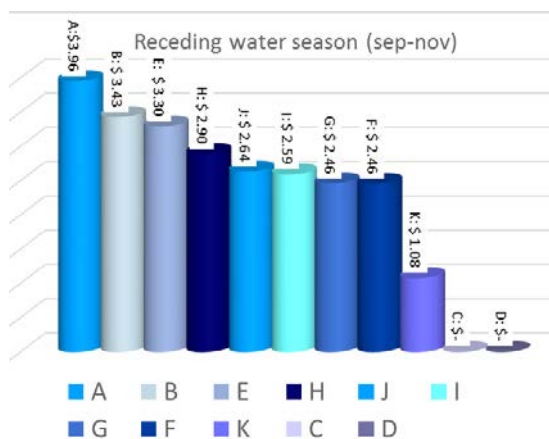 Receding water season (sep-nov)
A:$3.96
B: $ 3.43
E: $ 3.30
H: $ 2.90
J: $ 2.64
I: $ 2.59
G: $ 2.46
F: $ 2.46
K: $ 1.08
C: $-
D: $-
A B E H J I
G F K C D